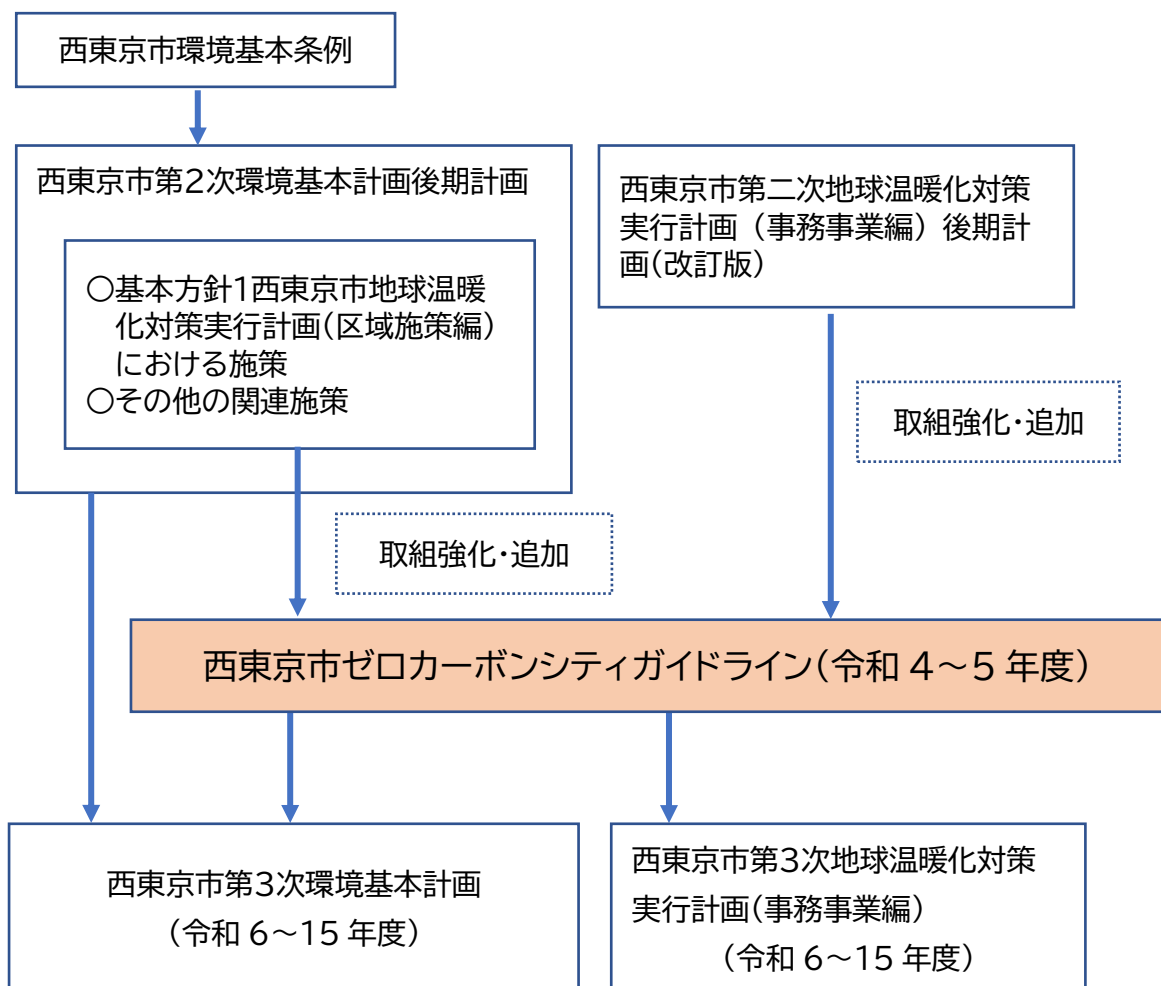 西東京市環境基本条例
西東京市第2次環境基本計画後期計画
○基本方針1西東京市地球温暖
化対策実行計画(区域施策編)
における施策
○その他の関連施策
西東京市第二次地球温暖化対策
実行計画（事務事業編）後期計
画(改訂版)
取組強化・追加
取組強化・追加
西東京市ゼロカーボンシティガイドライン(令和 4～5 年度)
西東京市第3次環境基本計画
(令和 6～15 年度)
西東京市第3次地球温暖化対策
実行計画(事務事業編)
(令和 6～15 年度)